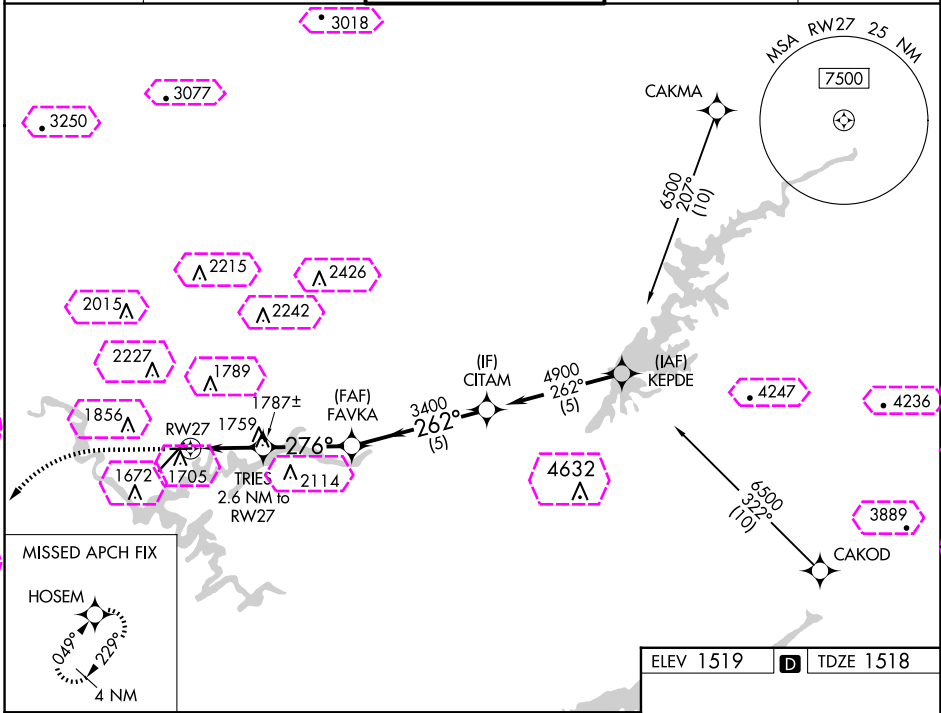 3018
MSA RW27 25 NM
7500
3077
3250
CAKMA
6500
207°
(10)
2215
2426
2015
2242
2227
1789
(IF)
CITAM
4900
262°
(5)
(IAF)
KEPDE
4247
4236
1787±
(FAF)
FAVKA
3400
262°
(5)
1856
RW27
1759
276°
1672
1705
TRIES
2.6 NM to
RW27
2114
4632
6500
322°
(10)
3889
CAKOD
MISSED APCH FIX
HOSEM
049°
229°
4 NM
ELEV 1519
D
TDZE 1518